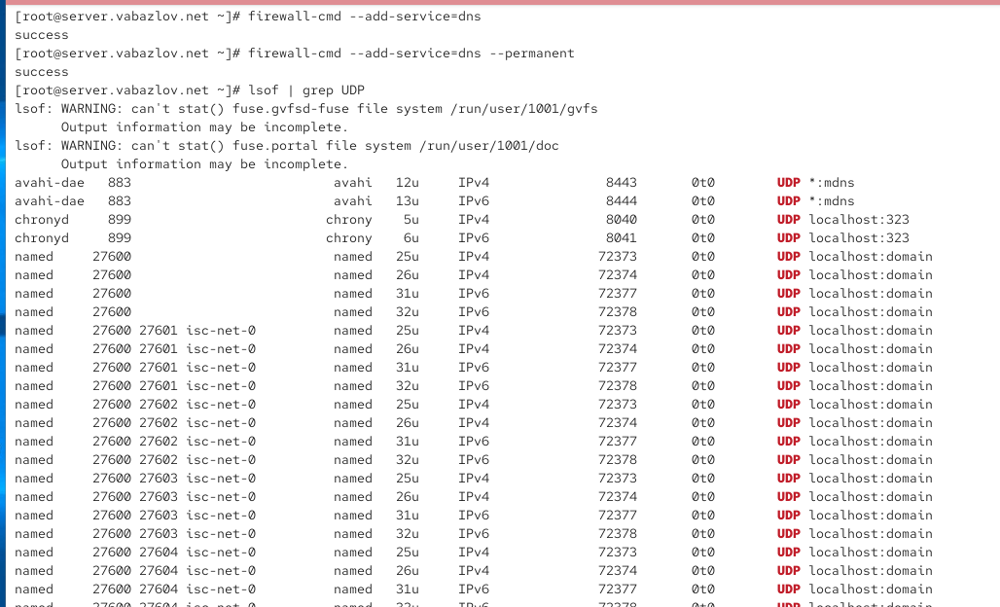 [root@server.vabazlov.net ~]# firewall-cmd --add-service=dns
success
[root@server.vabazlov.net ~]# firewall-cmd --add-service=dns --permanent
success
[root@server.vabazlov.net ~]# lsof | grep UDP
lsof: WARNING: can't stat() fuse.gvfsd-fuse file system /run/user/1001/gvfs
      Output information may be incomplete.
lsof: WARNING: can't stat() fuse.portal file system /run/user/1001/doc
      Output information may be incomplete.
avahi-dae   883                          avahi   12u     IPv4               8443       0t0        UDP *:mdns
avahi-dae   883                          avahi   13u     IPv6               8444       0t0        UDP *:mdns
chronyd     899                         chrony    5u     IPv4               8040       0t0        UDP localhost:323
chronyd     899                         chrony    6u     IPv6               8041       0t0        UDP localhost:323
named     27600                          named   25u     IPv4              72373       0t0        UDP localhost:domain
named     27600                          named   26u     IPv4              72374       0t0        UDP localhost:domain
named     27600                          named   31u     IPv6              72377       0t0        UDP localhost:domain
named     27600                          named   32u     IPv6              72378       0t0        UDP localhost:domain
named     27600 27601 isc-net-0          named   25u     IPv4              72373       0t0        UDP localhost:domain
named     27600 27601 isc-net-0          named   26u     IPv4              72374       0t0        UDP localhost:domain
named     27600 27601 isc-net-0          named   31u     IPv6              72377       0t0        UDP localhost:domain
named     27600 27601 isc-net-0          named   32u     IPv6              72378       0t0        UDP localhost:domain
named     27600 27602 isc-net-0          named   25u     IPv4              72373       0t0        UDP localhost:domain
named     27600 27602 isc-net-0          named   26u     IPv4              72374       0t0        UDP localhost:domain
named     27600 27602 isc-net-0          named   31u     IPv6              72377       0t0        UDP localhost:domain
named     27600 27602 isc-net-0          named   32u     IPv6              72378       0t0        UDP localhost:domain
named     27600 27603 isc-net-0          named   25u     IPv4              72373       0t0        UDP localhost:domain
named     27600 27603 isc-net-0          named   26u     IPv4              72374       0t0        UDP localhost:domain
named     27600 27603 isc-net-0          named   31u     IPv6              72377       0t0        UDP localhost:domain
named     27600 27603 isc-net-0          named   32u     IPv6              72378       0t0        UDP localhost:domain
named     27600 27604 isc-net-0          named   25u     IPv4              72373       0t0        UDP localhost:domain
named     27600 27604 isc-net-0          named   26u     IPv4              72374       0t0        UDP localhost:domain
named     27600 27604 isc-net-0          named   31u     IPv6              72377       0t0        UDP localhost:domain